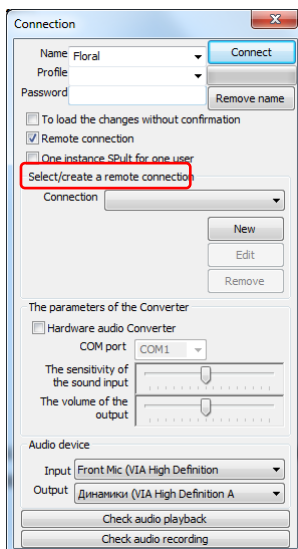 Connection
Name Floral Connect
Profile
Password Remove name
To load the changes without confirmation
Remote connection
One instance SPult for one user
Select/create a remote connection
Connection
New
Edit
Remove
The parameters of the Converter
Hardware audio Converter
COM port COM1
The sensitivity of
the sound input
The volume of the
output
Audio device
Input Front Mic (VIA High Definition
Output Динамики (VIA High Definition A
Check audio playback
Check audio recording